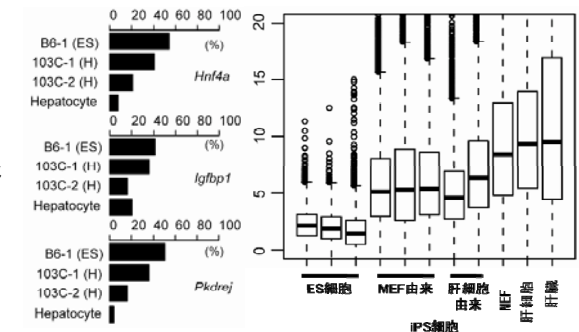 0 20 40 60 80 100
(%)
B6-1 (ES)
103C-1 (H)
103C-2 (H)
Hepatocyte
Hnf4a
0 20 40 60 80 100
(%)
B6-1 (ES)
103C-1 (H)
103C-2 (H)
Hepatocyte
Igfbp1
0 20 40 60 80 100
(%)
B6-1 (ES)
103C-1 (H)
103C-2 (H)
Hepatocyte
Pkdrej
20
15
10
5
0
ES細胞
MEF由来
肝細胞
由来
MEF
肝細胞
肝臓
iPS細胞